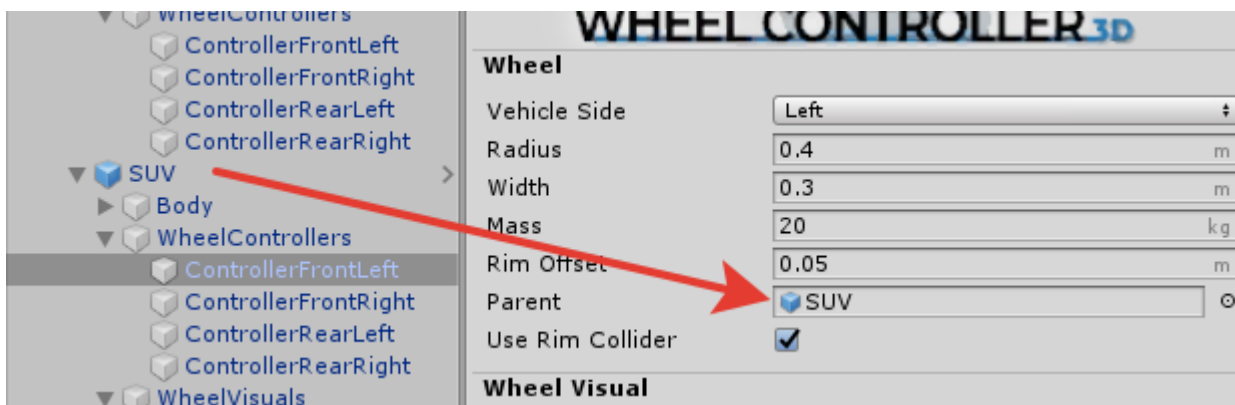 WheelControllers
ControllerFrontLeft
ControllerFrontRight
ControllerRearLeft
ControllerRearRight
SUV
Body
WheelControllers
ControllerFrontLeft
ControllerFrontRight
ControllerRearLeft
ControllerRearRight
WheelVisuals
WHEEL CONTROLLER 3D
Wheel
Vehicle Side Left
Radius 0.4 m
Width 0.3 m
Mass 20 kg
Rim Offset 0.05 m
Parent SUV
Use Rim Collider
Wheel Visual